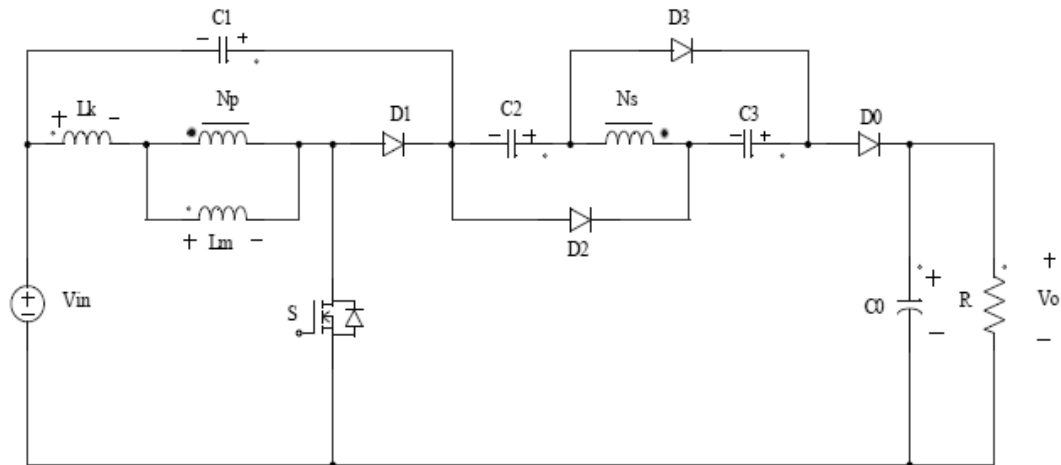 C1
D3
− +
Lk
+ −
Np
D1
C2
− +
Ns
C3
− +
D0
+ Lm −
D2
+
−
Vin
S
C0
+
−
R
+
Vo
−